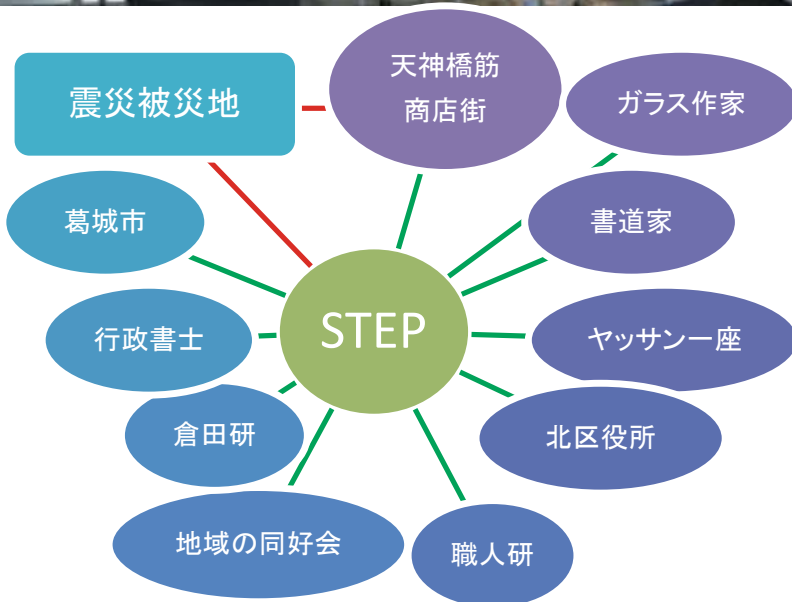 天神橋筋
商店街
震災被災地
ガラス作家
葛城市
書道家
STEP
行政書士
ヤッサン一座
倉田研
北区役所
地域の同好会
職人研